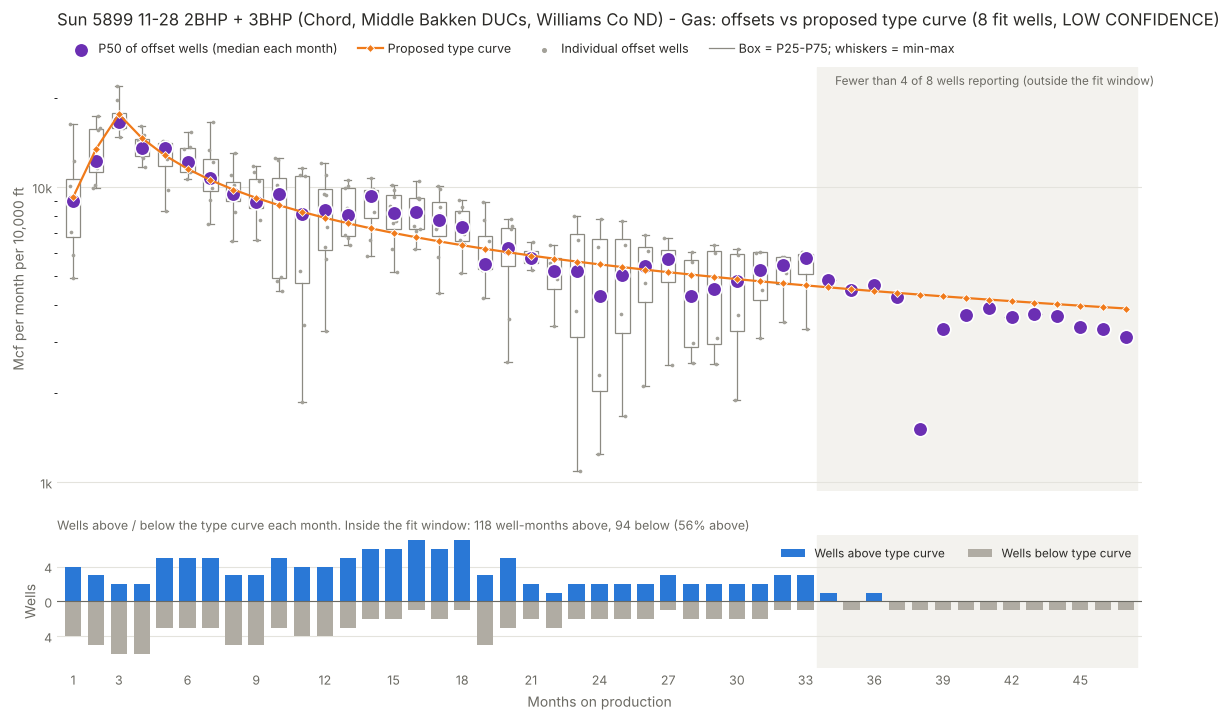 Sun 5899 11-28 2BHP + 3BHP (Chord, Middle Bakken DUCs, Williams Co ND) - Gas: offsets vs proposed type curve (8 fit wells, LOW CONFIDENCE)
P50 of offset wells (median each month) Proposed type curve Individual offset wells Box = P25-P75; whiskers = min-max
Fewer than 4 of 8 wells reporting (outside the fit window)
10k
1k
Mcf per month per 10,000 ft
Wells above / below the type curve each month. Inside the fit window: 118 well-months above, 94 below (56% above)
Wells above type curve Wells below type curve
4
0
4
Wells
1 3 6 9 12 15 18 21 24 27 30 33 36 39 42 45
Months on production